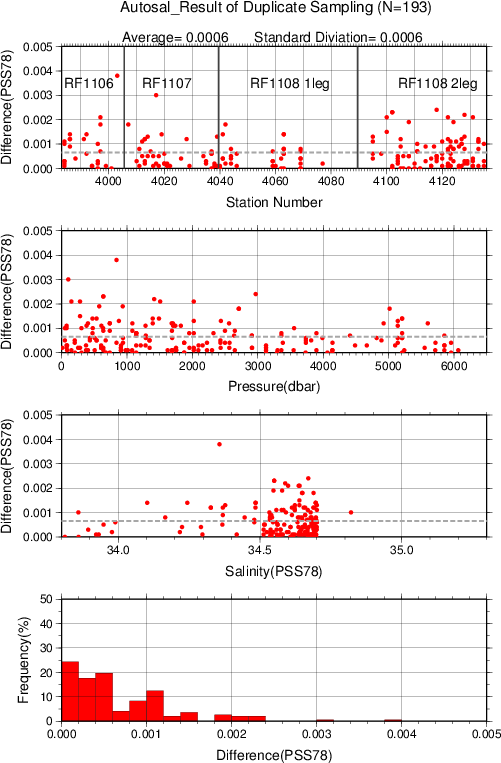 Autosal_Result of Duplicate Sampling (N=193)
Average= 0.0006 Standard Diviation= 0.0006
0.005
0.004
0.003
0.002
0.001
0.000
Difference(PSS78)
RF1106 RF1107 RF1108 1leg RF1108 2leg
4000 4020 4040 4060 4080 4100 4120
Station Number
0.005
0.004
0.003
0.002
0.001
0.000
Difference(PSS78)
0 1000 2000 3000 4000 5000 6000
Pressure(dbar)
0.005
0.004
0.003
0.002
0.001
0.000
Difference(PSS78)
34.0 34.5 35.0
Salinity(PSS78)
50
40
30
20
10
0
Frequency(%)
0.000 0.001 0.002 0.003 0.004 0.005
Difference(PSS78)